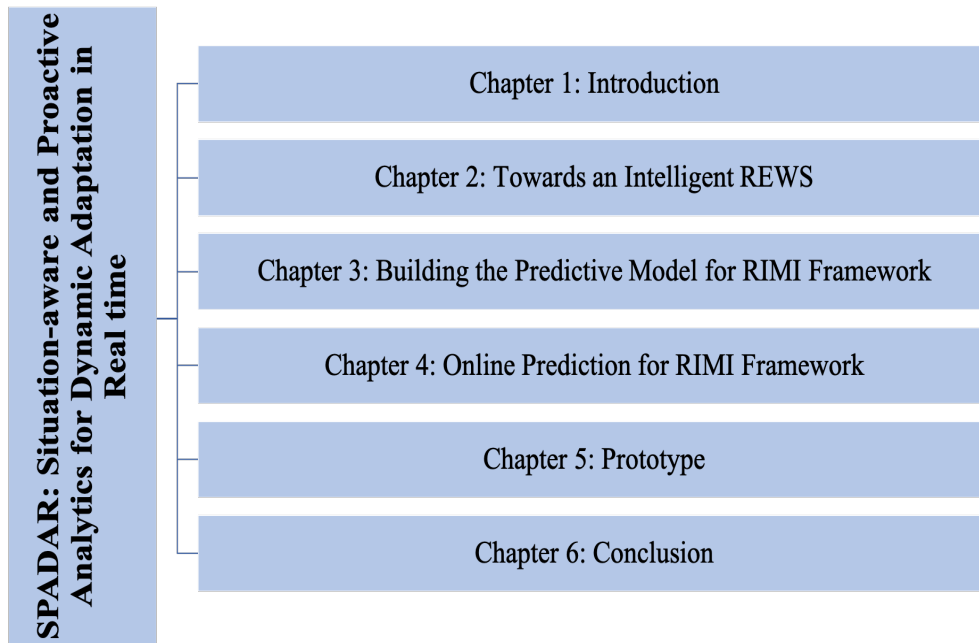 SPADAR: Situation-aware and Proactive
Analytics for Dynamic Adaptation in
Real time
Chapter 1: Introduction
Chapter 2: Towards an Intelligent REWS
Chapter 3: Building the Predictive Model for RIMI Framework
Chapter 4: Online Prediction for RIMI Framework
Chapter 5: Prototype
Chapter 6: Conclusion